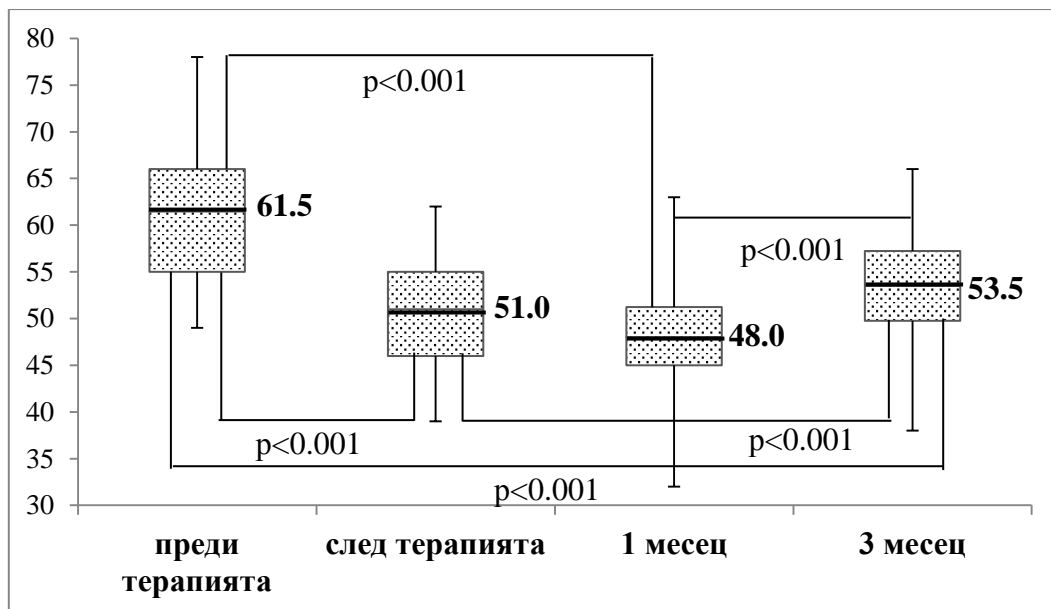 80
75
70
65
60
55
50
45
40
35
30
p<0.001
61.5
51.0
p<0.001
48.0
53.5
p<0.001
p<0.001
p<0.001
преди
терапията
след терапията
1 месец
3 месец